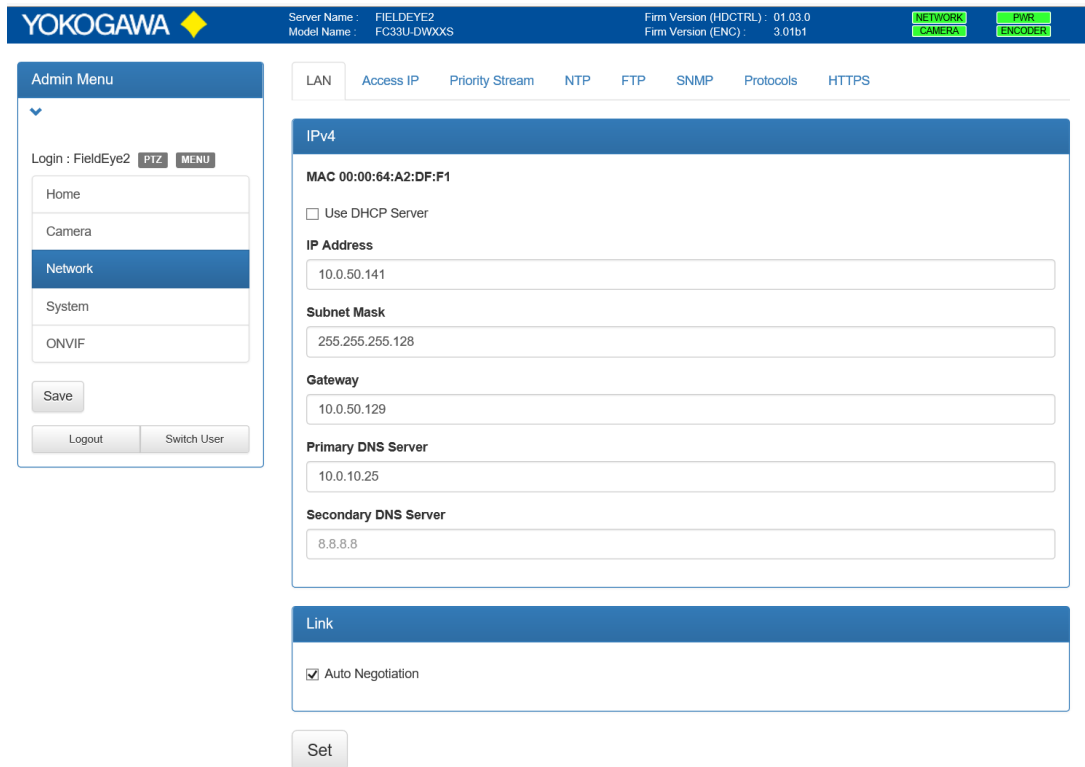 YOKOGAWA
Server Name : FIELDEYE2
Model Name : FC33U-DWXXS
Firm Version (HDCTRL) : 01.03.0
Firm Version (ENC) : 3.01b1
NETWORK PWR
CAMERA ENCODER
Admin Menu
Login : FieldEye2 PTZ MENU
Home
Camera
Network
System
ONVIF
Save
Logout Switch User
LAN Access IP Priority Stream NTP FTP SNMP Protocols HTTPS
IPv4
MAC 00:00:64:A2:DF:F1
Use DHCP Server
IP Address
10.0.50.141
Subnet Mask
255.255.255.128
Gateway
10.0.50.129
Primary DNS Server
10.0.10.25
Secondary DNS Server
8.8.8.8
Link
Auto Negotiation
Set